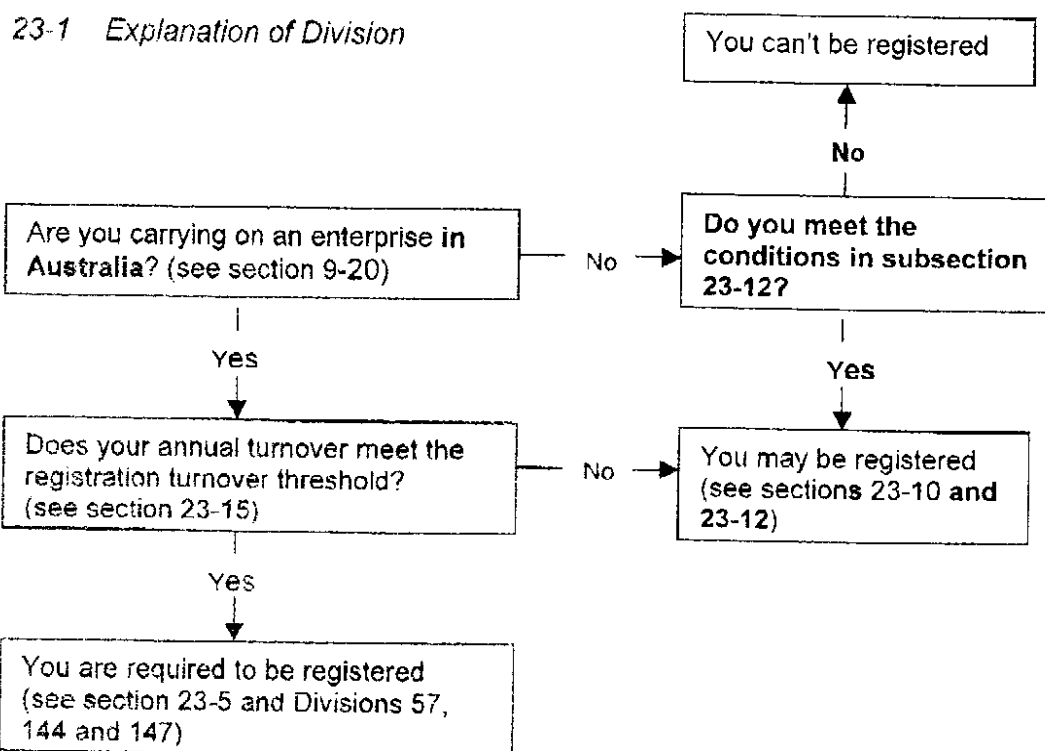 23-1 Explanation of Division
You can't be registered
No
Are you carrying on an enterprise in
Australia? (see section 9-20)
No
Do you meet the
conditions in subsection
23-12?
Yes
Yes
Does your annual turnover meet the
registration turnover threshold?
(see section 23-15)
No
You may be registered
(see sections 23-10 and
23-12)
Yes
You are required to be registered
(see section 23-5 and Divisions 57,
144 and 147)